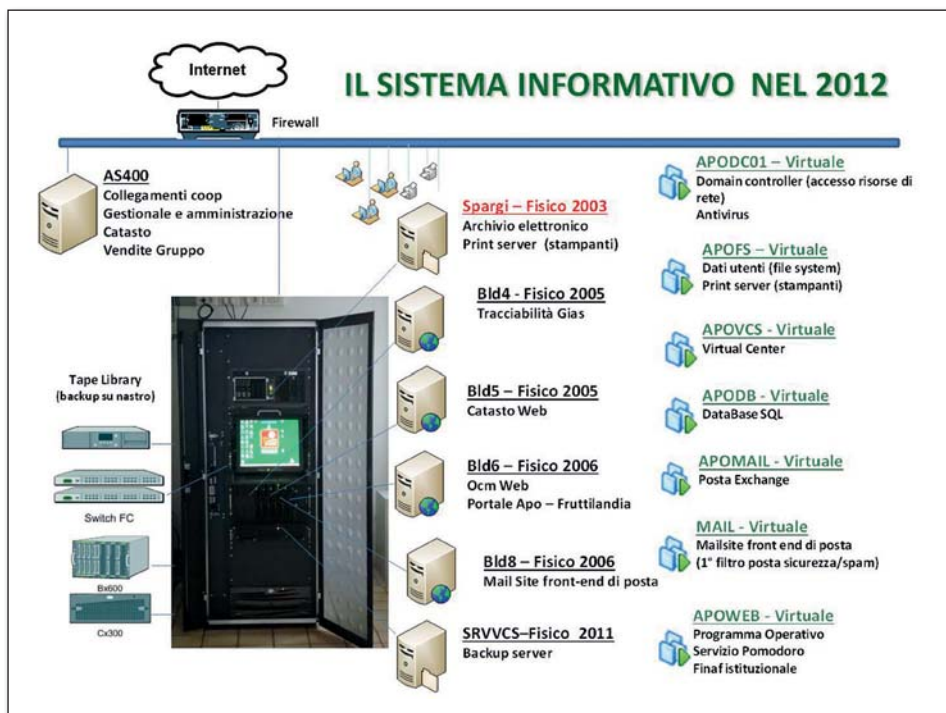 IL SISTEMA INFORMATIVO NEL 2012
Internet
Firewall
AS400
Collegamenti coop
Gestionale e amministrazione
Catasto
Vendite Gruppo
Tape Library
(backup su nastro)
Switch FC
Bx600
Cx300
Spargi – Fisico 2003
Archivio elettronico
Print server (stampanti)
Bld4 - Fisico 2005
Tracciabilità Gias
Bld5 – Fisico 2005
Catasto Web
Bld6 – Fisico 2006
Ocm Web
Portale Apo – Fruttilandia
Bld8 – Fisico 2006
Mail Site front-end di posta
SRVVCS–Fisico 2011
Backup server
APODC01 – Virtuale
Domain controller (accesso risorse di
rete)
Antivirus
APOFS – Virtuale
Dati utenti (file system)
Print server (stampanti)
APOVCS - Virtuale
Virtual Center
APODB - Virtuale
DataBase SQL
APOMAIL - Virtuale
Posta Exchange
MAIL - Virtuale
Mailsite front end di posta
(1° filtro posta sicurezza/spam)
APOWEB - Virtuale
Programma Operativo
Servizio Pomodoro
Finaf istituzionale